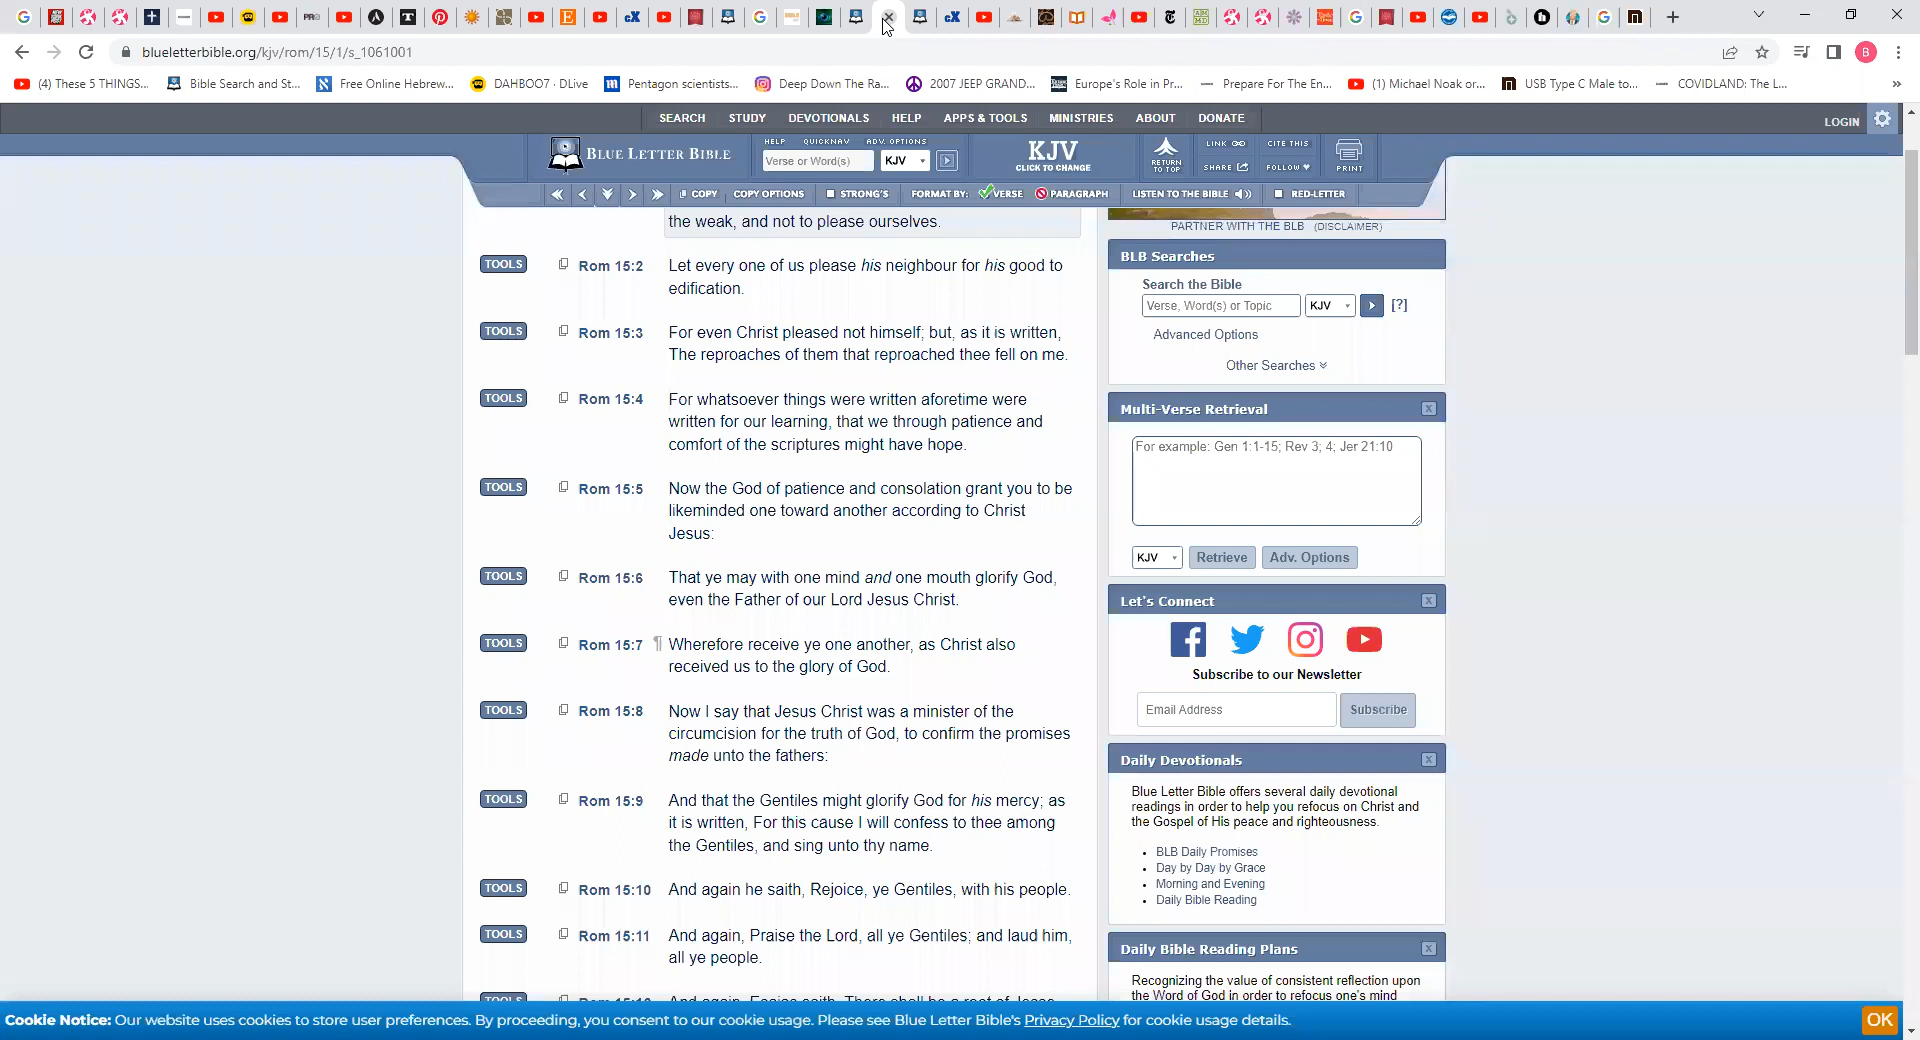 blueletterbible.org/kjv/rom/15/1/s_1061001
B
(4) These 5 THINGS...
Bible Search and St...
Free Online Hebrew...
DAHBOO7 · DLive
Pentagon scientists...
Deep Down The Ra...
2007 JEEP GRAND...
Europe's Role in Pr...
Prepare For The En...
(1) Michael Noak or...
USB Type C Male to...
COVIDLAND: The L...
SEARCH STUDY DEVOTIONALS HELP APPS & TOOLS MINISTRIES ABOUT DONATE
LOGIN
BLUE LETTER BIBLE
HELP QUICKNAV ADV. OPTIONS
Verse or Word(s) KJV
KJV
CLICK TO CHANGE
RETURN
TO TOP
LINK CITE THIS
SHARE FOLLOW
PRINT
COPY COPY OPTIONS STRONG'S FORMAT BY: VERSE PARAGRAPH LISTEN TO THE BIBLE RED-LETTER
the weak, and not to please ourselves.
TOOLS Rom 15:2 Let every one of us please his neighbour for his good to
edification.
TOOLS Rom 15:3 For even Christ pleased not himself; but, as it is written,
The reproaches of them that reproached thee fell on me.
TOOLS Rom 15:4 For whatsoever things were written aforetime were
written for our learning, that we through patience and
comfort of the scriptures might have hope.
TOOLS Rom 15:5 Now the God of patience and consolation grant you to be
likeminded one toward another according to Christ
Jesus:
TOOLS Rom 15:6 That ye may with one mind and one mouth glorify God,
even the Father of our Lord Jesus Christ.
TOOLS Rom 15:7 ¶ Wherefore receive ye one another, as Christ also
received us to the glory of God.
TOOLS Rom 15:8 Now I say that Jesus Christ was a minister of the
circumcision for the truth of God, to confirm the promises
made unto the fathers:
TOOLS Rom 15:9 And that the Gentiles might glorify God for his mercy; as
it is written, For this cause I will confess to thee among
the Gentiles, and sing unto thy name.
TOOLS Rom 15:10 And again he saith, Rejoice, ye Gentiles, with his people.
TOOLS Rom 15:11 And again, Praise the Lord, all ye Gentiles; and laud him,
all ye people.
PARTNER WITH THE BLB (DISCLAIMER)
BLB Searches
Search the Bible
Verse, Word(s) or Topic KJV [?]
Advanced Options
Other Searches
Multi-Verse Retrieval
For example: Gen 1:1-15; Rev 3; 4; Jer 21:10
KJV Retrieve Adv. Options
Let's Connect
Subscribe to our Newsletter
Email Address Subscribe
Daily Devotionals
Blue Letter Bible offers several daily devotional
readings in order to help you refocus on Christ and
the Gospel of His peace and righteousness.
BLB Daily Promises
Day by Day by Grace
Morning and Evening
Daily Bible Reading
Daily Bible Reading Plans
Recognizing the value of consistent reflection upon
the Word of God in order to refocus one's mind
Cookie Notice: Our website uses cookies to store user preferences. By proceeding, you consent to our cookie usage. Please see Blue Letter Bible's Privacy Policy for cookie usage details.
OK